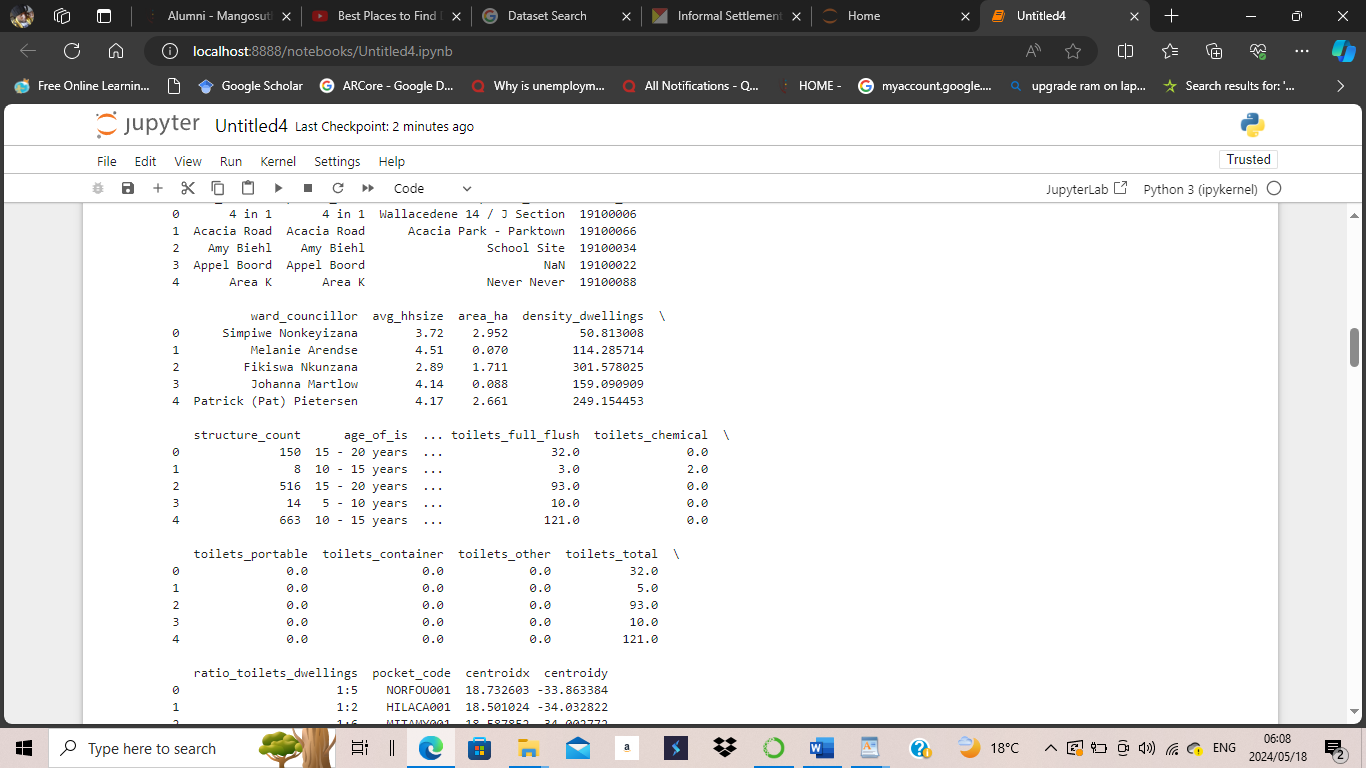 Alumni - Mangosut
Best Places to Find
Dataset Search
Informal Settlement
Home
Untitled4
localhost:8888/notebooks/Untitled4.ipynb
Free Online Learnin...
Google Scholar
ARCore - Google D...
Why is unemploym...
All Notifications - Q...
HOME -
myaccount.google....
upgrade ram on lap...
Search results for: '...
jupyter Untitled4 Last Checkpoint: 2 minutes ago
File Edit View Run Kernel Settings Help
Trusted
Code
JupyterLab
Python 3 (ipykernel)
0 4 in 1 4 in 1 Wallacedene 14 / J Section 19100006
1 Acacia Road Acacia Road Acacia Park - Parktown 19100066
2 Amy Biehl Amy Biehl School Site 19100034
3 Appel Boord Appel Boord NaN 19100022
4 Area K Area K Never Never 19100088
ward_councillor avg_hhsize area_ha density_dwellings \
0 Simpiwe Nonkeyizana 3.72 2.952 50.813008
1 Melanie Arendse 4.51 0.070 114.285714
2 Fikiswa Nkunzana 2.89 1.711 301.578025
3 Johanna Martlow 4.14 0.088 159.090909
4 Patrick (Pat) Pietersen 4.17 2.661 249.154453
structure_count age_of_is ... toilets_full_flush toilets_chemical \
0 150 15 - 20 years ... 32.0 0.0
1 8 10 - 15 years ... 3.0 2.0
2 516 15 - 20 years ... 93.0 0.0
3 14 5 - 10 years ... 10.0 0.0
4 663 10 - 15 years ... 121.0 0.0
toilets_portable toilets_container toilets_other toilets_total \
0 0.0 0.0 0.0 32.0
1 0.0 0.0 0.0 5.0
2 0.0 0.0 0.0 93.0
3 0.0 0.0 0.0 10.0
4 0.0 0.0 0.0 121.0
ratio_toilets_dwellings pocket_code centroidx centroidy
0 1:5 NORFOU001 18.732603 -33.863384
1 1:2 HILACA001 18.501024 -34.032822
2 1:6 MITAMY001 18.587852 -34.002772
Type here to search
a
18°C
ENG
06:08
2024/05/18
2